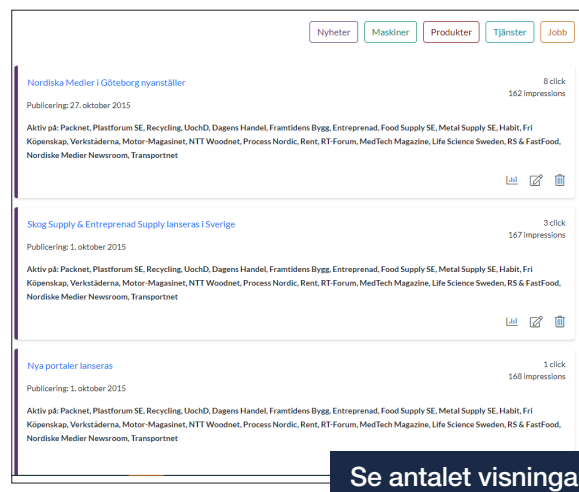 Nyheter Maskiner Produkter Tjänster Jobb
Nordiska Medier i Göteborg nyanställer
8 click
162 impressions
Publicering: 27. oktober 2015
Aktiv på: Packnet, Plastforum SE, Recycling, UochD, Dagens Handel, Framtidens Bygg, Entreprenad, Food Supply SE, Metal Supply SE, Habit, Fri
Köpenskap, Verkstäderna, Motor-Magasinet, NTT Woodnet, Process Nordic, Rent, RT-Forum, MedTech Magazine, Life Science Sweden, RS & FastFood,
Nordiske Medier Newsroom, Transportnet
Skog Supply & Entreprenad Supply lanseras i Sverige
3 click
167 impressions
Publicering: 1. oktober 2015
Aktiv på: Packnet, Plastforum SE, Recycling, UochD, Dagens Handel, Framtidens Bygg, Entreprenad, Food Supply SE, Metal Supply SE, Habit, Fri
Köpenskap, Verkstäderna, Motor-Magasinet, NTT Woodnet, Process Nordic, Rent, RT-Forum, MedTech Magazine, Life Science Sweden, RS & FastFood,
Nordiske Medier Newsroom, Transportnet
Nya portaler lanseras
1 click
168 impressions
Publicering: 1. oktober 2015
Aktiv på: Packnet, Plastforum SE, Recycling, UochD, Dagens Handel, Framtidens Bygg, Entreprenad, Food Supply SE, Metal Supply SE, Habit, Fri
Köpenskap, Verkstäderna, Motor-Magasinet, NTT Woodnet, Process Nordic, Rent, RT-Forum, MedTech Magazine, Life Science Sweden, RS & FastFood,
Nordiske Medier Newsroom, Transportnet
Se antalet visninga